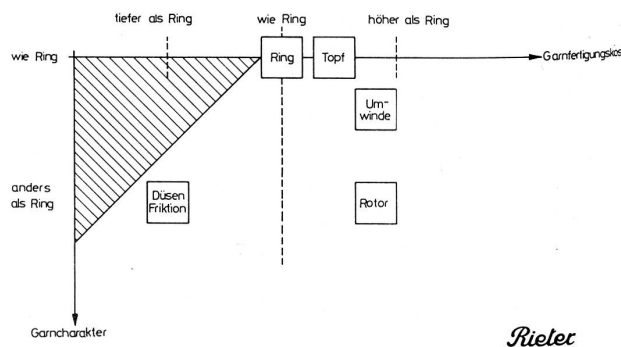 tiefer als Ring
wie Ring
höher als Ring
wie Ring
Ring
Topf
Garnfertigungskos
Um-
winde
anders
als Ring
Düsen
Friktion
Rotor
Garncharakter
Rieter